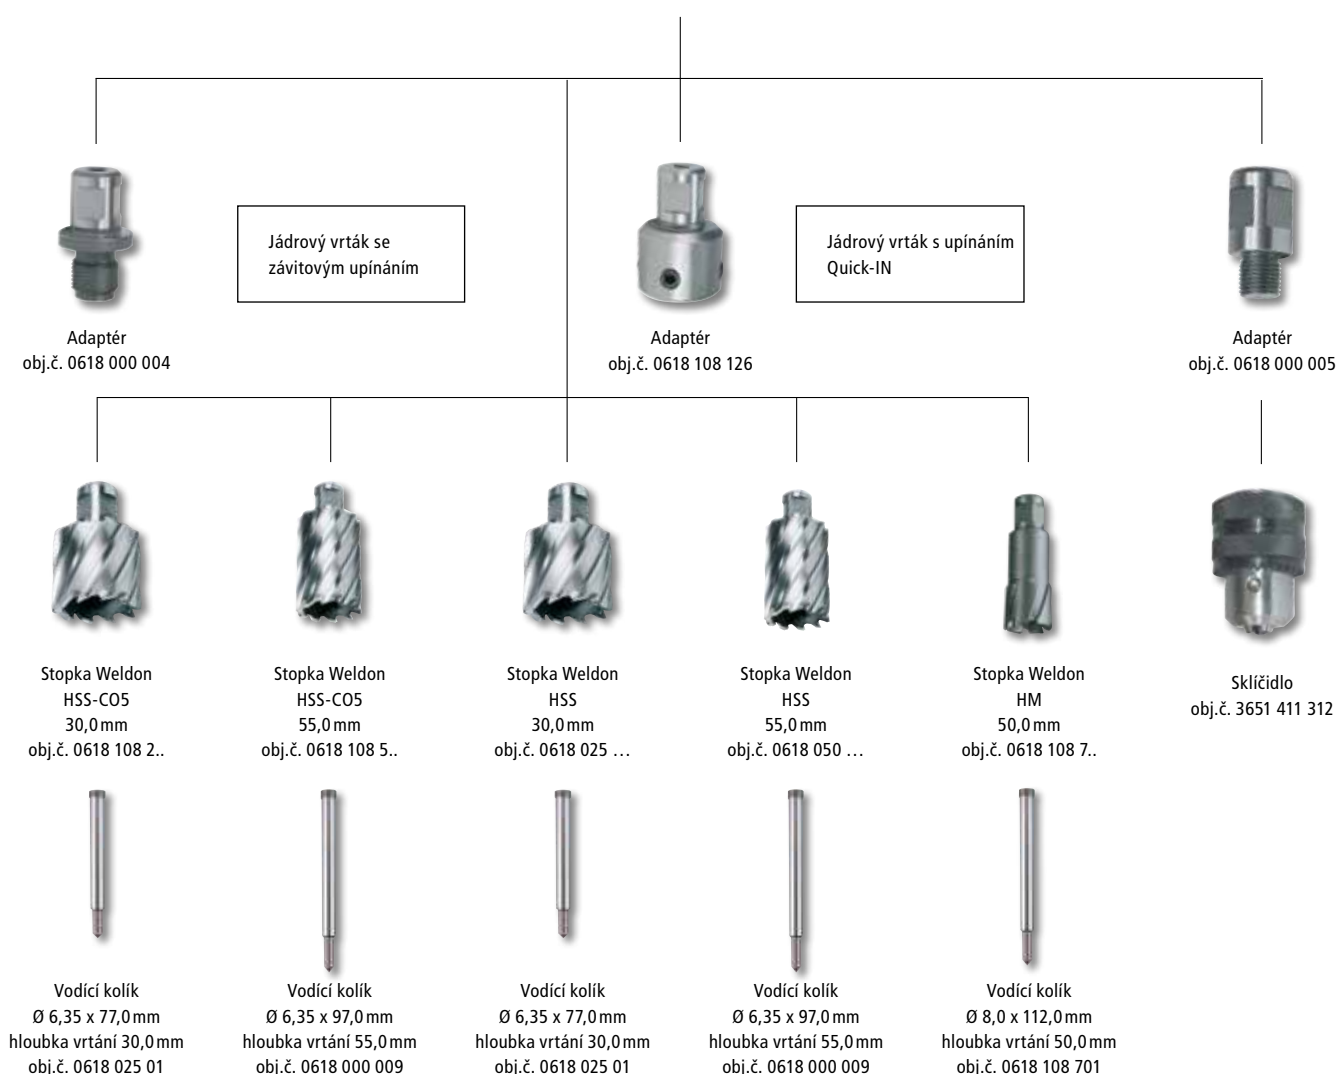 Jádrový vrták se
závitovým upínáním
Jádrový vrták s upínáním
Quick-IN
Adaptér
obj.č. 0618 000 004
Adaptér
obj.č. 0618 108 126
Adaptér
obj.č. 0618 000 005
Stopka Weldon
HSS-CO5
30,0 mm
obj.č. 0618 108 2..
Stopka Weldon
HSS-CO5
55,0 mm
obj.č. 0618 108 5..
Stopka Weldon
HSS
30,0 mm
obj.č. 0618 025 ...
Stopka Weldon
HSS
55,0 mm
obj.č. 0618 050 ...
Stopka Weldon
HM
50,0 mm
obj.č. 0618 108 7..
Sklíčidlo
obj.č. 3651 411 312
Vodící kolík
Ø 6,35 x 77,0 mm
hloubka vrtání 30,0 mm
obj.č. 0618 025 01
Vodící kolík
Ø 6,35 x 97,0 mm
hloubka vrtání 55,0 mm
obj.č. 0618 000 009
Vodící kolík
Ø 6,35 x 77,0 mm
hloubka vrtání 30,0 mm
obj.č. 0618 025 01
Vodící kolík
Ø 6,35 x 97,0 mm
hloubka vrtání 55,0 mm
obj.č. 0618 000 009
Vodící kolík
Ø 8,0 x 112,0 mm
hloubka vrtání 50,0 mm
obj.č. 0618 108 701